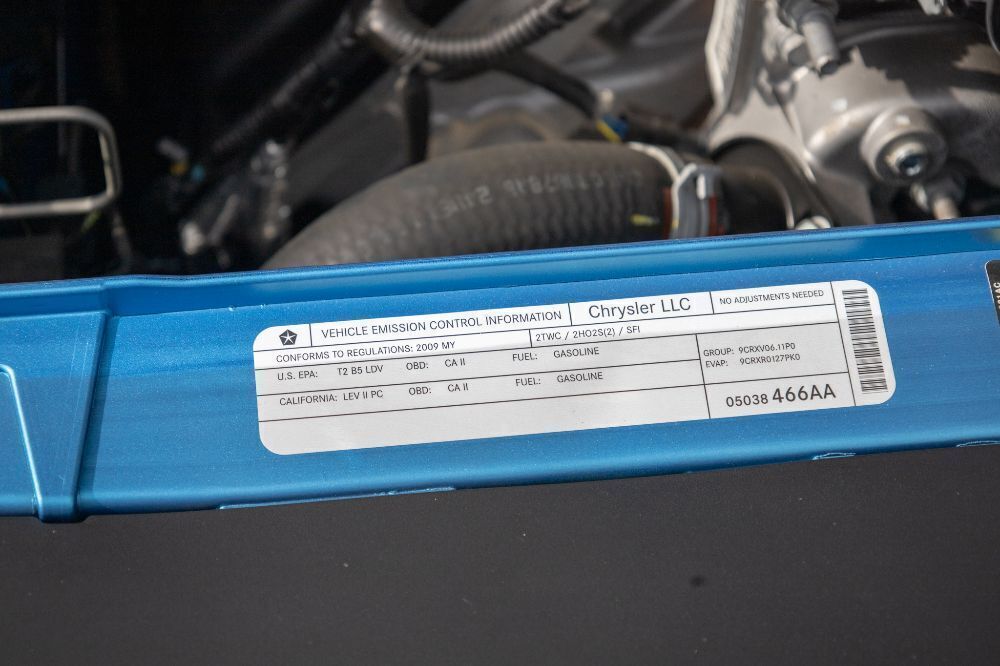 VEHICLE EMISSION CONTROL INFORMATION
Chrysler LLC
NO ADJUSTMENTS NEEDED
CONFORMS TO REGULATIONS: 2009 MY
2TWC / 2HO2S(2) / SFI
U.S. EPA: T2 B5 LDV OBD: CA II FUEL: GASOLINE
CALIFORNIA: LEV II PC OBD: CA II FUEL: GASOLINE
GROUP: 9CRXV06.11P0
EVAP: 9CRXR0127PK0
05038 466AA